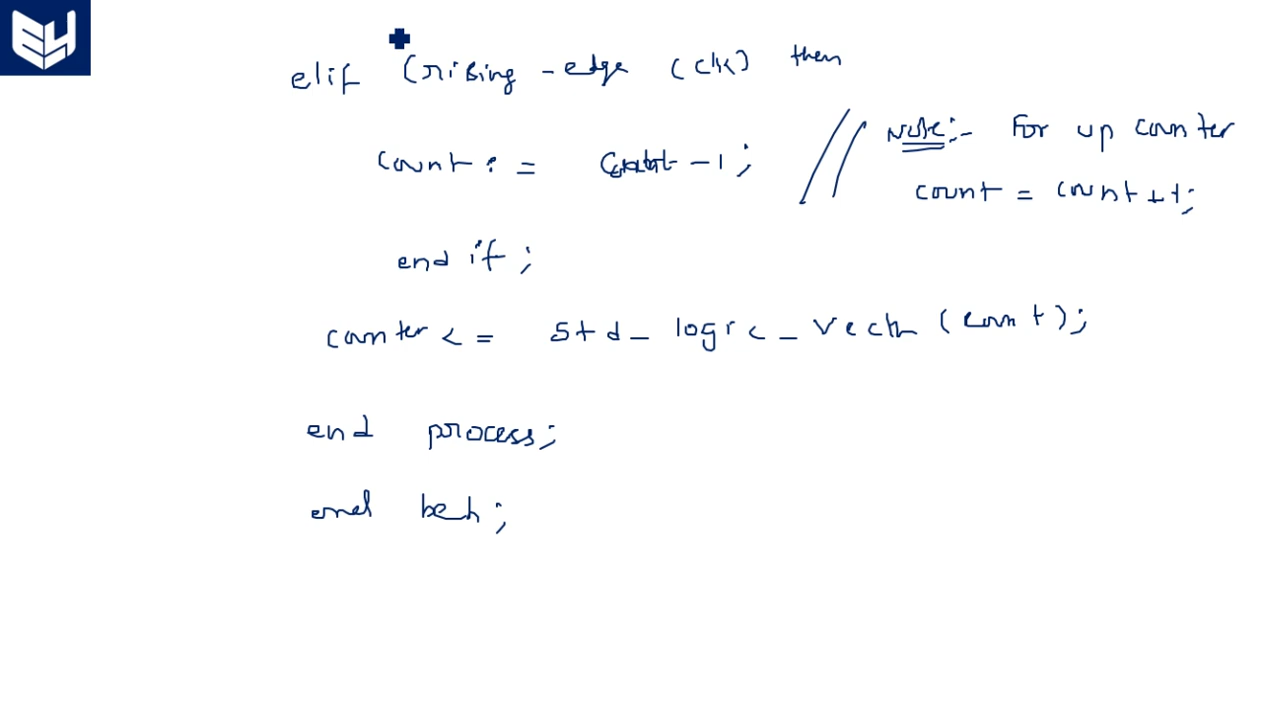 elif (rising-edge (clk) then
count := count -1; // Note:- For up counter
count = count + 1;
end if;
counter <= std_logic_vector (count);
end process;
end beh;